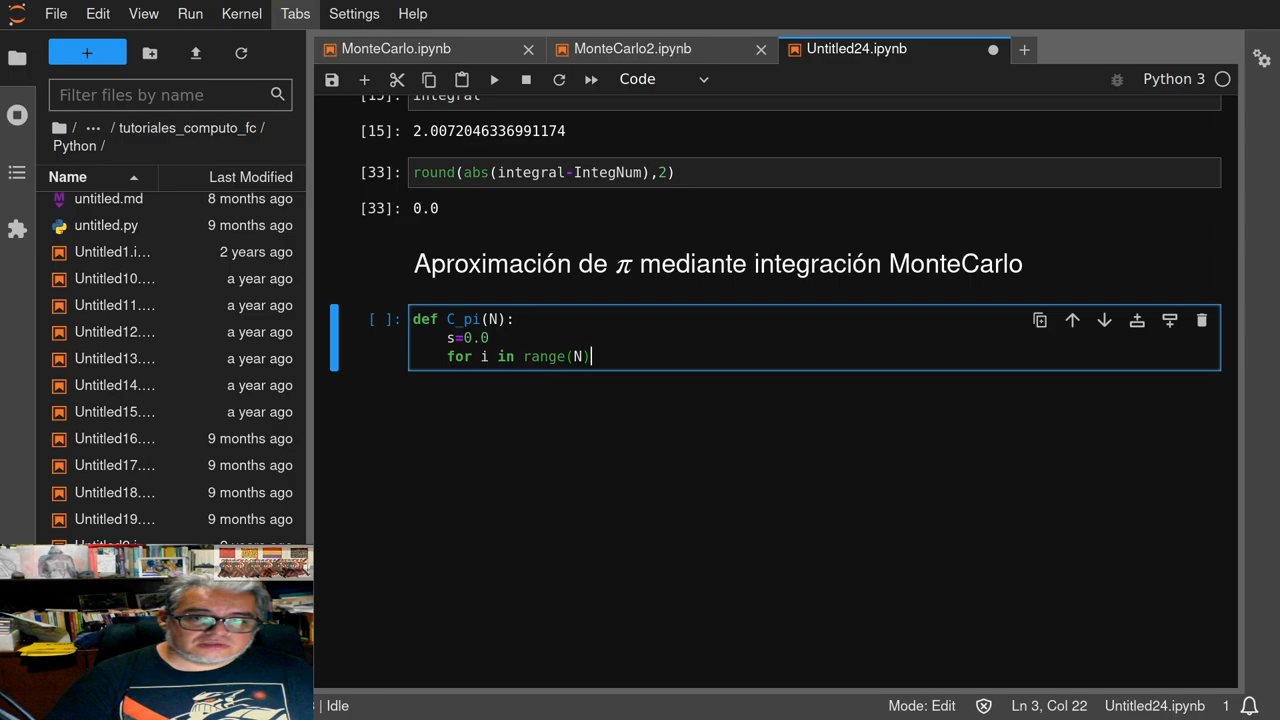 File Edit View Run Kernel Tabs Settings Help
MonteCarlo.ipynb
MonteCarlo2.ipynb
Untitled24.ipynb
Code
Python 3
Filter files by name
/ ··· / tutoriales_computo_fc /
Python /
Name Last Modified
untitled.md 8 months ago
untitled.py 9 months ago
Untitled1.i… 2 years ago
Untitled10.… a year ago
Untitled11.… a year ago
Untitled12.… a year ago
Untitled13.… a year ago
Untitled14.… a year ago
Untitled15.… a year ago
Untitled16.… 9 months ago
Untitled17.… 9 months ago
Untitled18.… 9 months ago
Untitled19.… 9 months ago
[15]: integral
[15]: 2.0072046336991174
[33]: round(abs(integral-IntegNum),2)
[33]: 0.0
Aproximación de π mediante integración MonteCarlo
[ ]: def C_pi(N):
s=0.0
for i in range(N)
| Idle
Mode: Edit
Ln 3, Col 22
Untitled24.ipynb
1